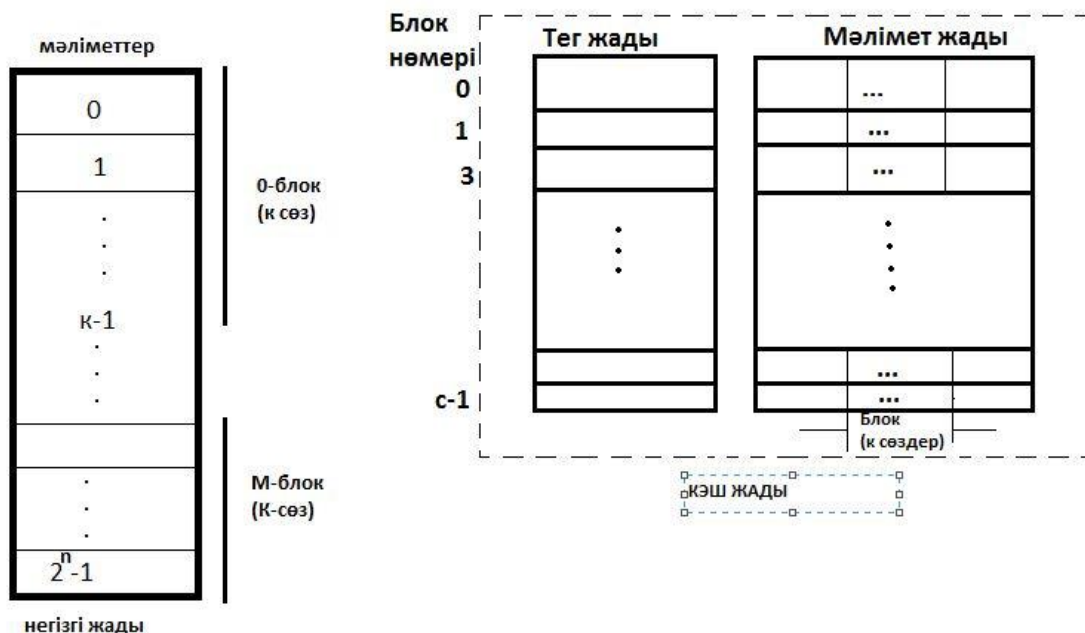 мәліметтер
0
1
.
.
.
к-1
.
.
.
.
.
.
2ⁿ-1
негізгі жады
0-блок
(к сөз)
М-блок
(К-сөз)
Блок
нөмері
0
1
3
с-1
Тег жады
Мәлімет жады
...
...
...
...
...
Блок
(к сөздер)
КЭШ ЖАДЫ